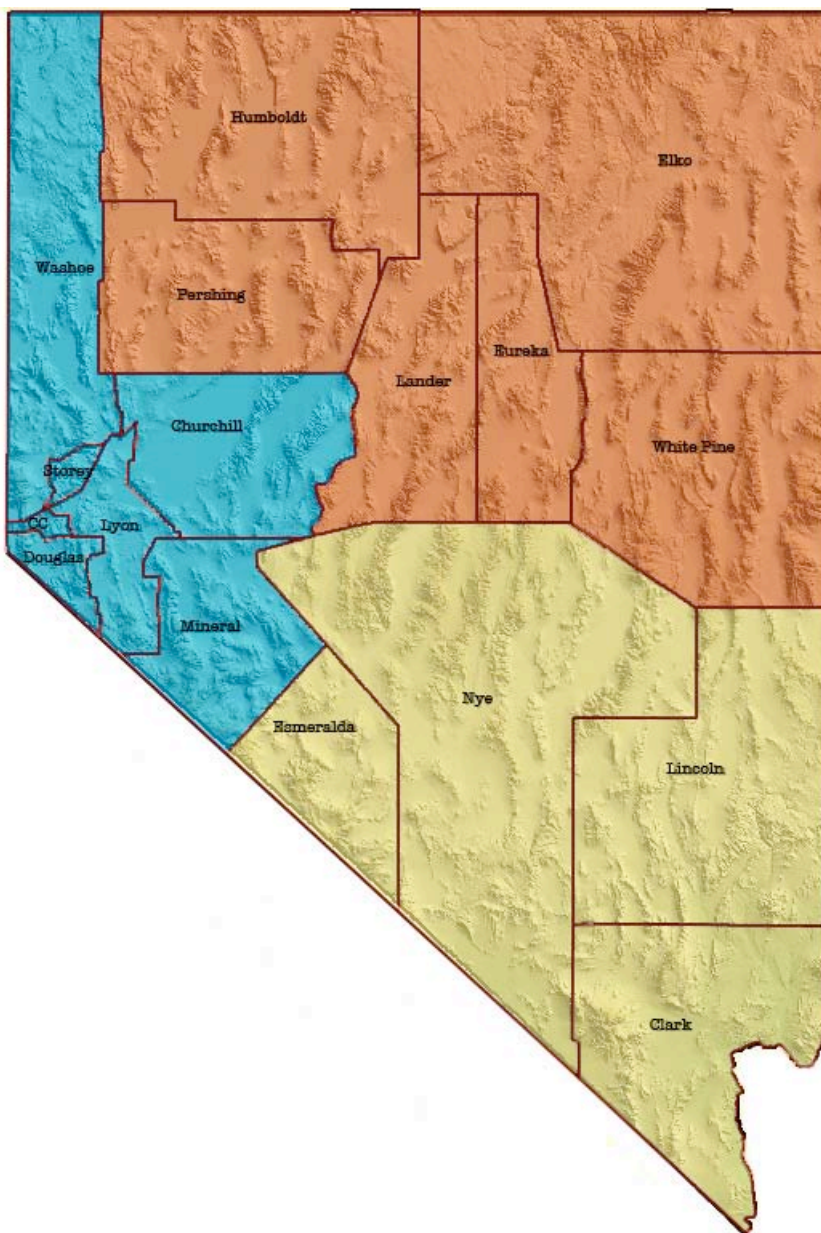 Humboldt
Elko
Washoe
Pershing
Eureka
Lander
Churchill
White Pine
Storey
CC
Lyon
Douglas
Mineral
Nye
Esmeralda
Lincoln
Clark